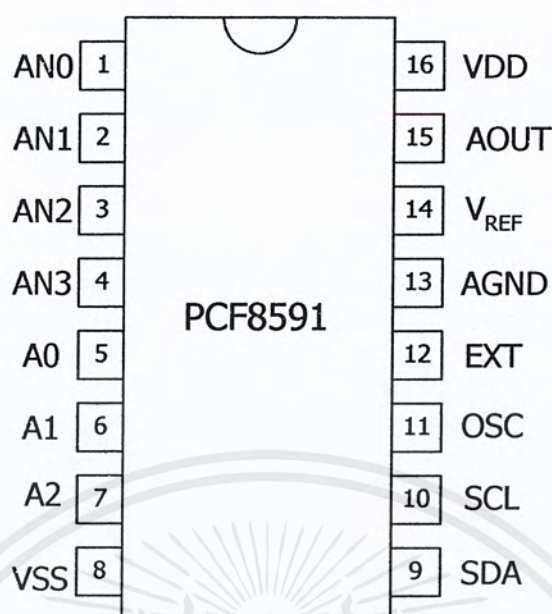 AN0 1 16 VDD
AN1 2 15 AOUT
AN2 3 14 VREF
AN3 4 13 AGND
PCF8591
A0 5 12 EXT
A1 6 11 OSC
A2 7 10 SCL
VSS 8 9 SDA